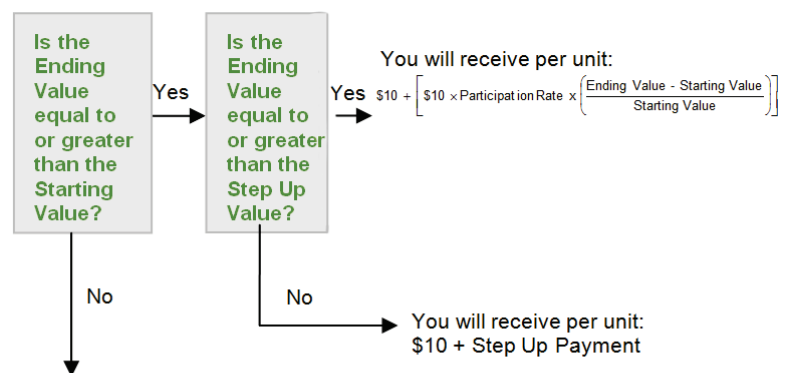 Is the
Ending
Value
equal to
or greater
than the
Starting
Value?
Yes
Is the
Ending
Value
equal to
or greater
than the
Step Up
Value?
Yes
You will receive per unit:
$10 + [$10 × Participation Rate x (Ending Value - Starting Value
Starting Value)]
No
No
You will receive per unit:
$10 + Step Up Payment